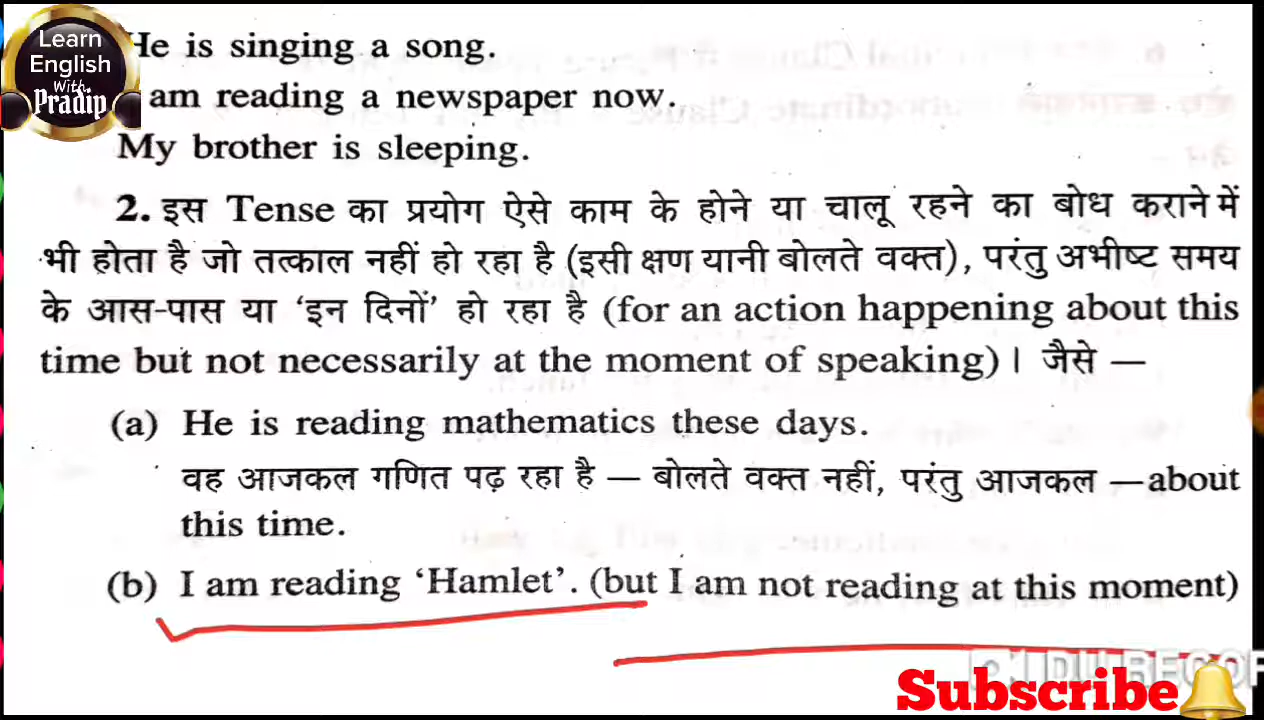 Learn
English
With
Pradip
He is singing a song.
am reading a newspaper now.
My brother is sleeping.
2. इस Tense का प्रयोग ऐसे काम के होने या चालू रहने का बोध कराने में
भी होता है जो तत्काल नहीं हो रहा है (इसी क्षण यानी बोलते वक्त), परंतु अभीष्ट समय
के आस-पास या ‘इन दिनों’ हो रहा है (for an action happening about this
time but not necessarily at the moment of speaking)। जैसे —
(a) He is reading mathematics these days.
वह आजकल गणित पढ़ रहा है — बोलते वक्त नहीं, परंतु आजकल —about
this time.
(b) I am reading ‘Hamlet’. (but I am not reading at this moment)
Subscribe